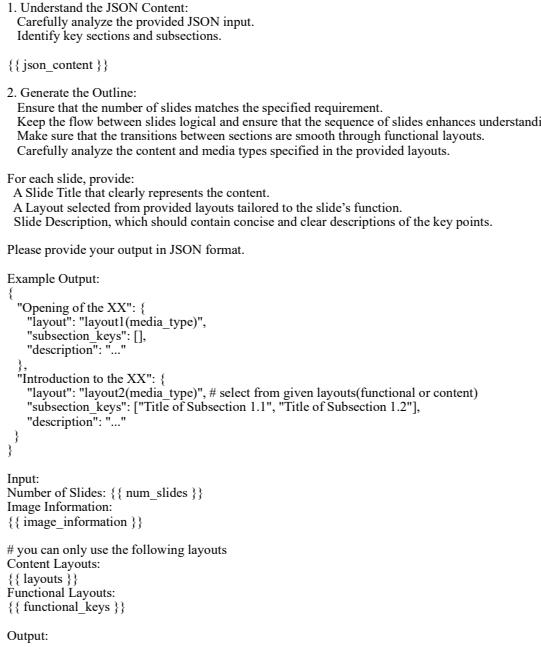 1. Understand the JSON Content:
Carefully analyze the provided JSON input.
Identify key sections and subsections.
{{ json_content }}
2. Generate the Outline:
Ensure that the number of slides matches the specified requirement.
Keep the flow between slides logical and ensure that the sequence of slides enhances understandi
Make sure that the transitions between sections are smooth through functional layouts.
Carefully analyze the content and media types specified in the provided layouts.
For each slide, provide:
A Slide Title that clearly represents the content.
A Layout selected from provided layouts tailored to the slide’s function.
Slide Description, which should contain concise and clear descriptions of the key points.
Please provide your output in JSON format.
Example Output:
{
"Opening of the XX": {
"layout": "layout1(media_type)",
"subsection_keys": [],
"description": "..."
},
"Introduction to the XX": {
"layout": "layout2(media_type)", # select from given layouts(functional or content)
"subsection_keys": ["Title of Subsection 1.1", "Title of Subsection 1.2"],
"description": "..."
}
}
Input:
Number of Slides: {{ num_slides }}
Image Information:
{{ image_information }}
# you can only use the following layouts
Content Layouts:
{{ layouts }}
Functional Layouts:
{{ functional_keys }}
Output: